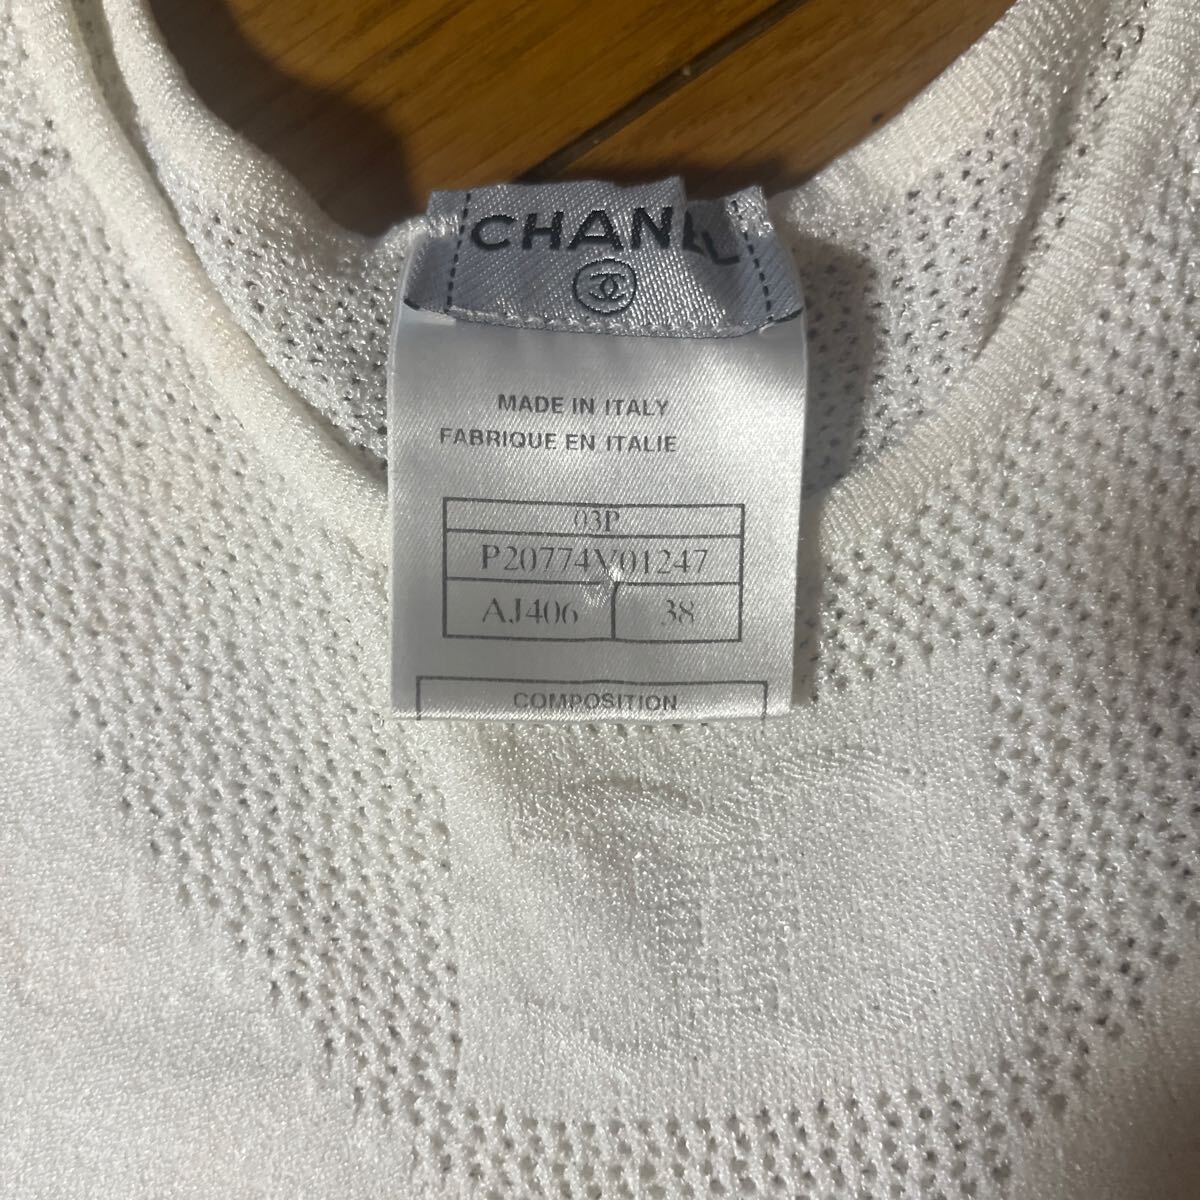 CHANEL
MADE IN ITALY
FABRIQUE EN ITALIE
03P
P20774V01247
AJ406 38
COMPOSITION